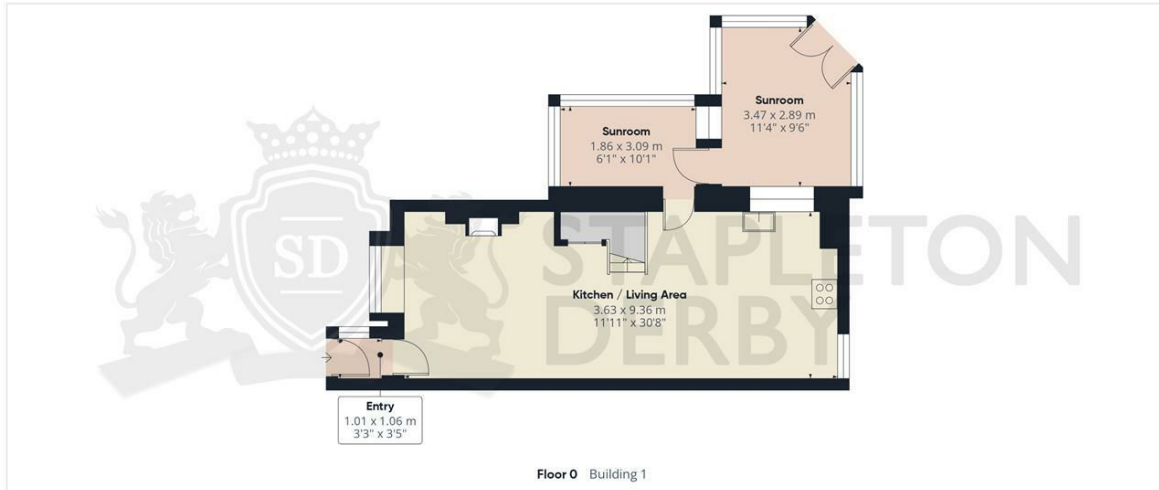 Sunroom
3.47 x 2.89 m
11'4" x 9'6"
Sunroom
1.86 x 3.09 m
6'1" x 10'1"
SD
STAPLETON
DERBY
Kitchen / Living Area
3.63 x 9.36 m
11'11" x 30'8"
Entry
1.01 x 1.06 m
3'3" x 3'5"
Floor 0 Building 1